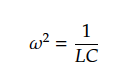 ω² = 1/LC